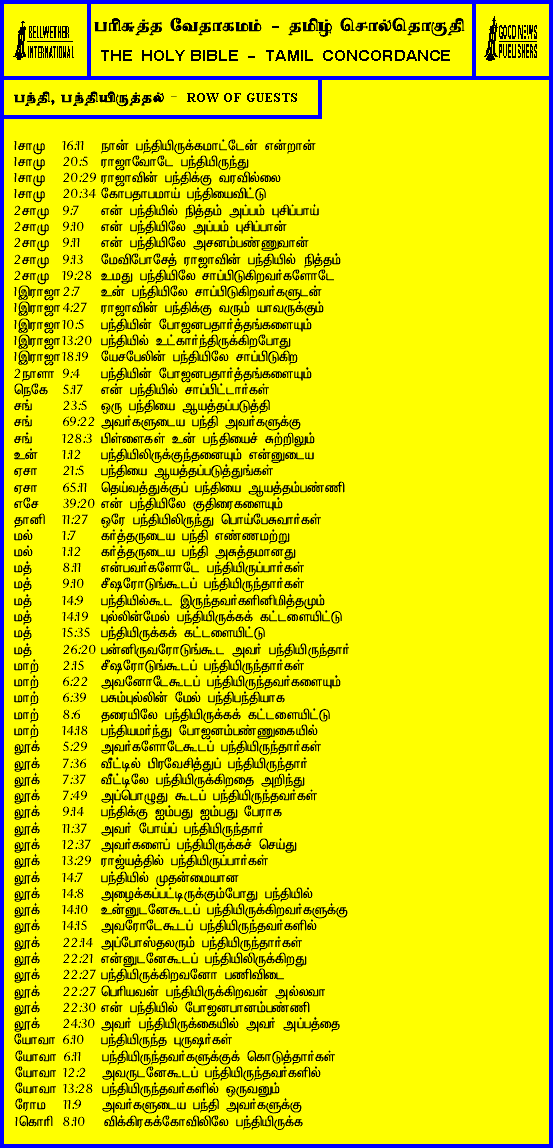 BELLWETHER
INTERNATIONAL
பரிசுத்த வேதாகமம் - தமிழ் சொல்தொகுதி
THE HOLY BIBLE - TAMIL CONCORDANCE
GOOD NEWS
PUBLISHERS
பந்தி, பந்தியிருத்தல் - ROW OF GUESTS
1சாமு 16:11 நான் பந்தியிருக்கமாட்டேன் என்றான்
1சாமு 20:5 ராஜாவோடே பந்தியிருந்து
1சாமு 20:29 ராஜாவின் பந்திக்கு வரவில்லை
1சாமு 20:34 கோபதாபமாய் பந்தியைவிட்டு
2சாமு 9:7 என் பந்தியில் நித்தம் அப்பம் புசிப்பாய்
2சாமு 9:10 என் பந்தியிலே அப்பம் புசிப்பான்
2சாமு 9:11 என் பந்தியிலே அசனம்பண்ணுவான்
2சாமு 9:13 மேவிபோசேத் ராஜாவின் பந்தியில் நித்தம்
2சாமு 19:28 உமது பந்தியிலே சாப்பிடுகிறவர்களோடே
1இராஜா 2:7 உன் பந்தியிலே சாப்பிடுகிறவர்களுடன்
1இராஜா 4:27 ராஜாவின் பந்திக்கு வரும் யாவருக்கும்
1இராஜா 10:5 பந்தியின் போஜனபதார்த்தங்களையும்
1இராஜா 13:20 பந்தியில் உட்கார்ந்திருக்கிறபோது
1இராஜா 18:19 யேசபேலின் பந்தியிலே சாப்பிடுகிற
2நாளா 9:4 பந்தியின் போஜனபதார்த்தங்களையும்
நெகே 5:17 என் பந்தியில் சாப்பிட்டார்கள்
சங் 23:5 ஒரு பந்தியை ஆயத்தப்படுத்தி
சங் 69:22 அவர்களுடைய பந்தி அவர்களுக்கு
சங் 128:3 பிள்ளைகள் உன் பந்தியைச் சுற்றிலும்
உன் 1:12 பந்தியிலிருக்குந்தனையும் என்னுடைய
ஏசா 21:5 பந்தியை ஆயத்தப்படுத்துங்கள்
ஏசா 65:11 தெய்வத்துக்குப் பந்தியை ஆயத்தம்பண்ணி
எசே 39:20 என் பந்தியிலே குதிரைகளையும்
தானி 11:27 ஒரே பந்தியிலிருந்து பொய்பேசுவார்கள்
மல் 1:7 கர்த்தருடைய பந்தி எண்ணமற்று
மல் 1:12 கர்த்தருடைய பந்தி அசுத்தமானது
மத் 8:11 என்பவர்களோடே பந்தியிருப்பார்கள்
மத் 9:10 சீஷரோடுங்கூடப் பந்தியிருந்தார்கள்
மத் 14:9 பந்தியில்கூட இருந்தவர்களினிமித்தமும்
மத் 14:19 புல்லின்மேல் பந்தியிருக்கக் கட்டளையிட்டு
மத் 15:35 பந்தியிருக்கக் கட்டளையிட்டு
மத் 26:20 பன்னிருவரோடுங்கூட அவர் பந்தியிருந்தார்
மாற் 2:15 சீஷரோடுங்கூடப் பந்தியிருந்தார்கள்
மாற் 6:22 அவனோடேகூடப் பந்தியிருந்தவர்களையும்
மாற் 6:39 பசும்புல்லின் மேல் பந்திபந்தியாக
மாற் 8:6 தரையிலே பந்தியிருக்கக் கட்டளையிட்டு
மாற் 14:18 பந்தியமர்ந்து போஜனம்பண்ணுகையில்
லூக் 5:29 அவர்களோடேகூடப் பந்தியிருந்தார்கள்
லூக் 7:36 வீட்டில் பிரவேசித்துப் பந்தியிருந்தார்
லூக் 7:37 வீட்டிலே பந்தியிருக்கிறதை அறிந்து
லூக் 7:49 அப்பொழுது கூடப் பந்தியிருந்தவர்கள்
லூக் 9:14 பந்திக்கு ஐம்பது ஐம்பது பேராக
லூக் 11:37 அவர் போய்ப் பந்தியிருந்தார்
லூக் 12:37 அவர்களைப் பந்தியிருக்கச் செய்து
லூக் 13:29 ராஜ்யத்தில் பந்தியிருப்பார்கள்
லூக் 14:7 பந்தியில் முதன்மையான
லூக் 14:8 அழைக்கப்பட்டிருக்கும்போது பந்தியில்
லூக் 14:10 உன்னுடனேகூடப் பந்தியிருக்கிறவர்களுக்கு
லூக் 14:15 அவரோடேகூடப் பந்தியிருந்தவர்களில்
லூக் 22:14 அப்போஸ்தலரும் பந்தியிருந்தார்கள்
லூக் 22:21 என்னுடனேகூடப் பந்தியிலிருக்கிறது
லூக் 22:27 பந்தியிருக்கிறவனோ பணிவிடை
லூக் 22:27 பெரியவன் பந்தியிருக்கிறவன் அல்லவா
லூக் 22:30 என் பந்தியில் போஜனபானம்பண்ணி
லூக் 24:30 அவர் பந்தியிருக்கையில் அவர் அப்பத்தை
யோவா 6:10 பந்தியிருந்த புருஷர்கள்
யோவா 6:11 பந்தியிருந்தவர்களுக்குக் கொடுத்தார்கள்
யோவா 12:2 அவருடனேகூடப் பந்தியிருந்தவர்களில்
யோவா 13:28 பந்தியிருந்தவர்களில் ஒருவனும்
ரோம 11:9 அவர்களுடைய பந்தி அவர்களுக்கு
1கொரி 8:10 விக்கிரகக்கோவிலிலே பந்தியிருக்க